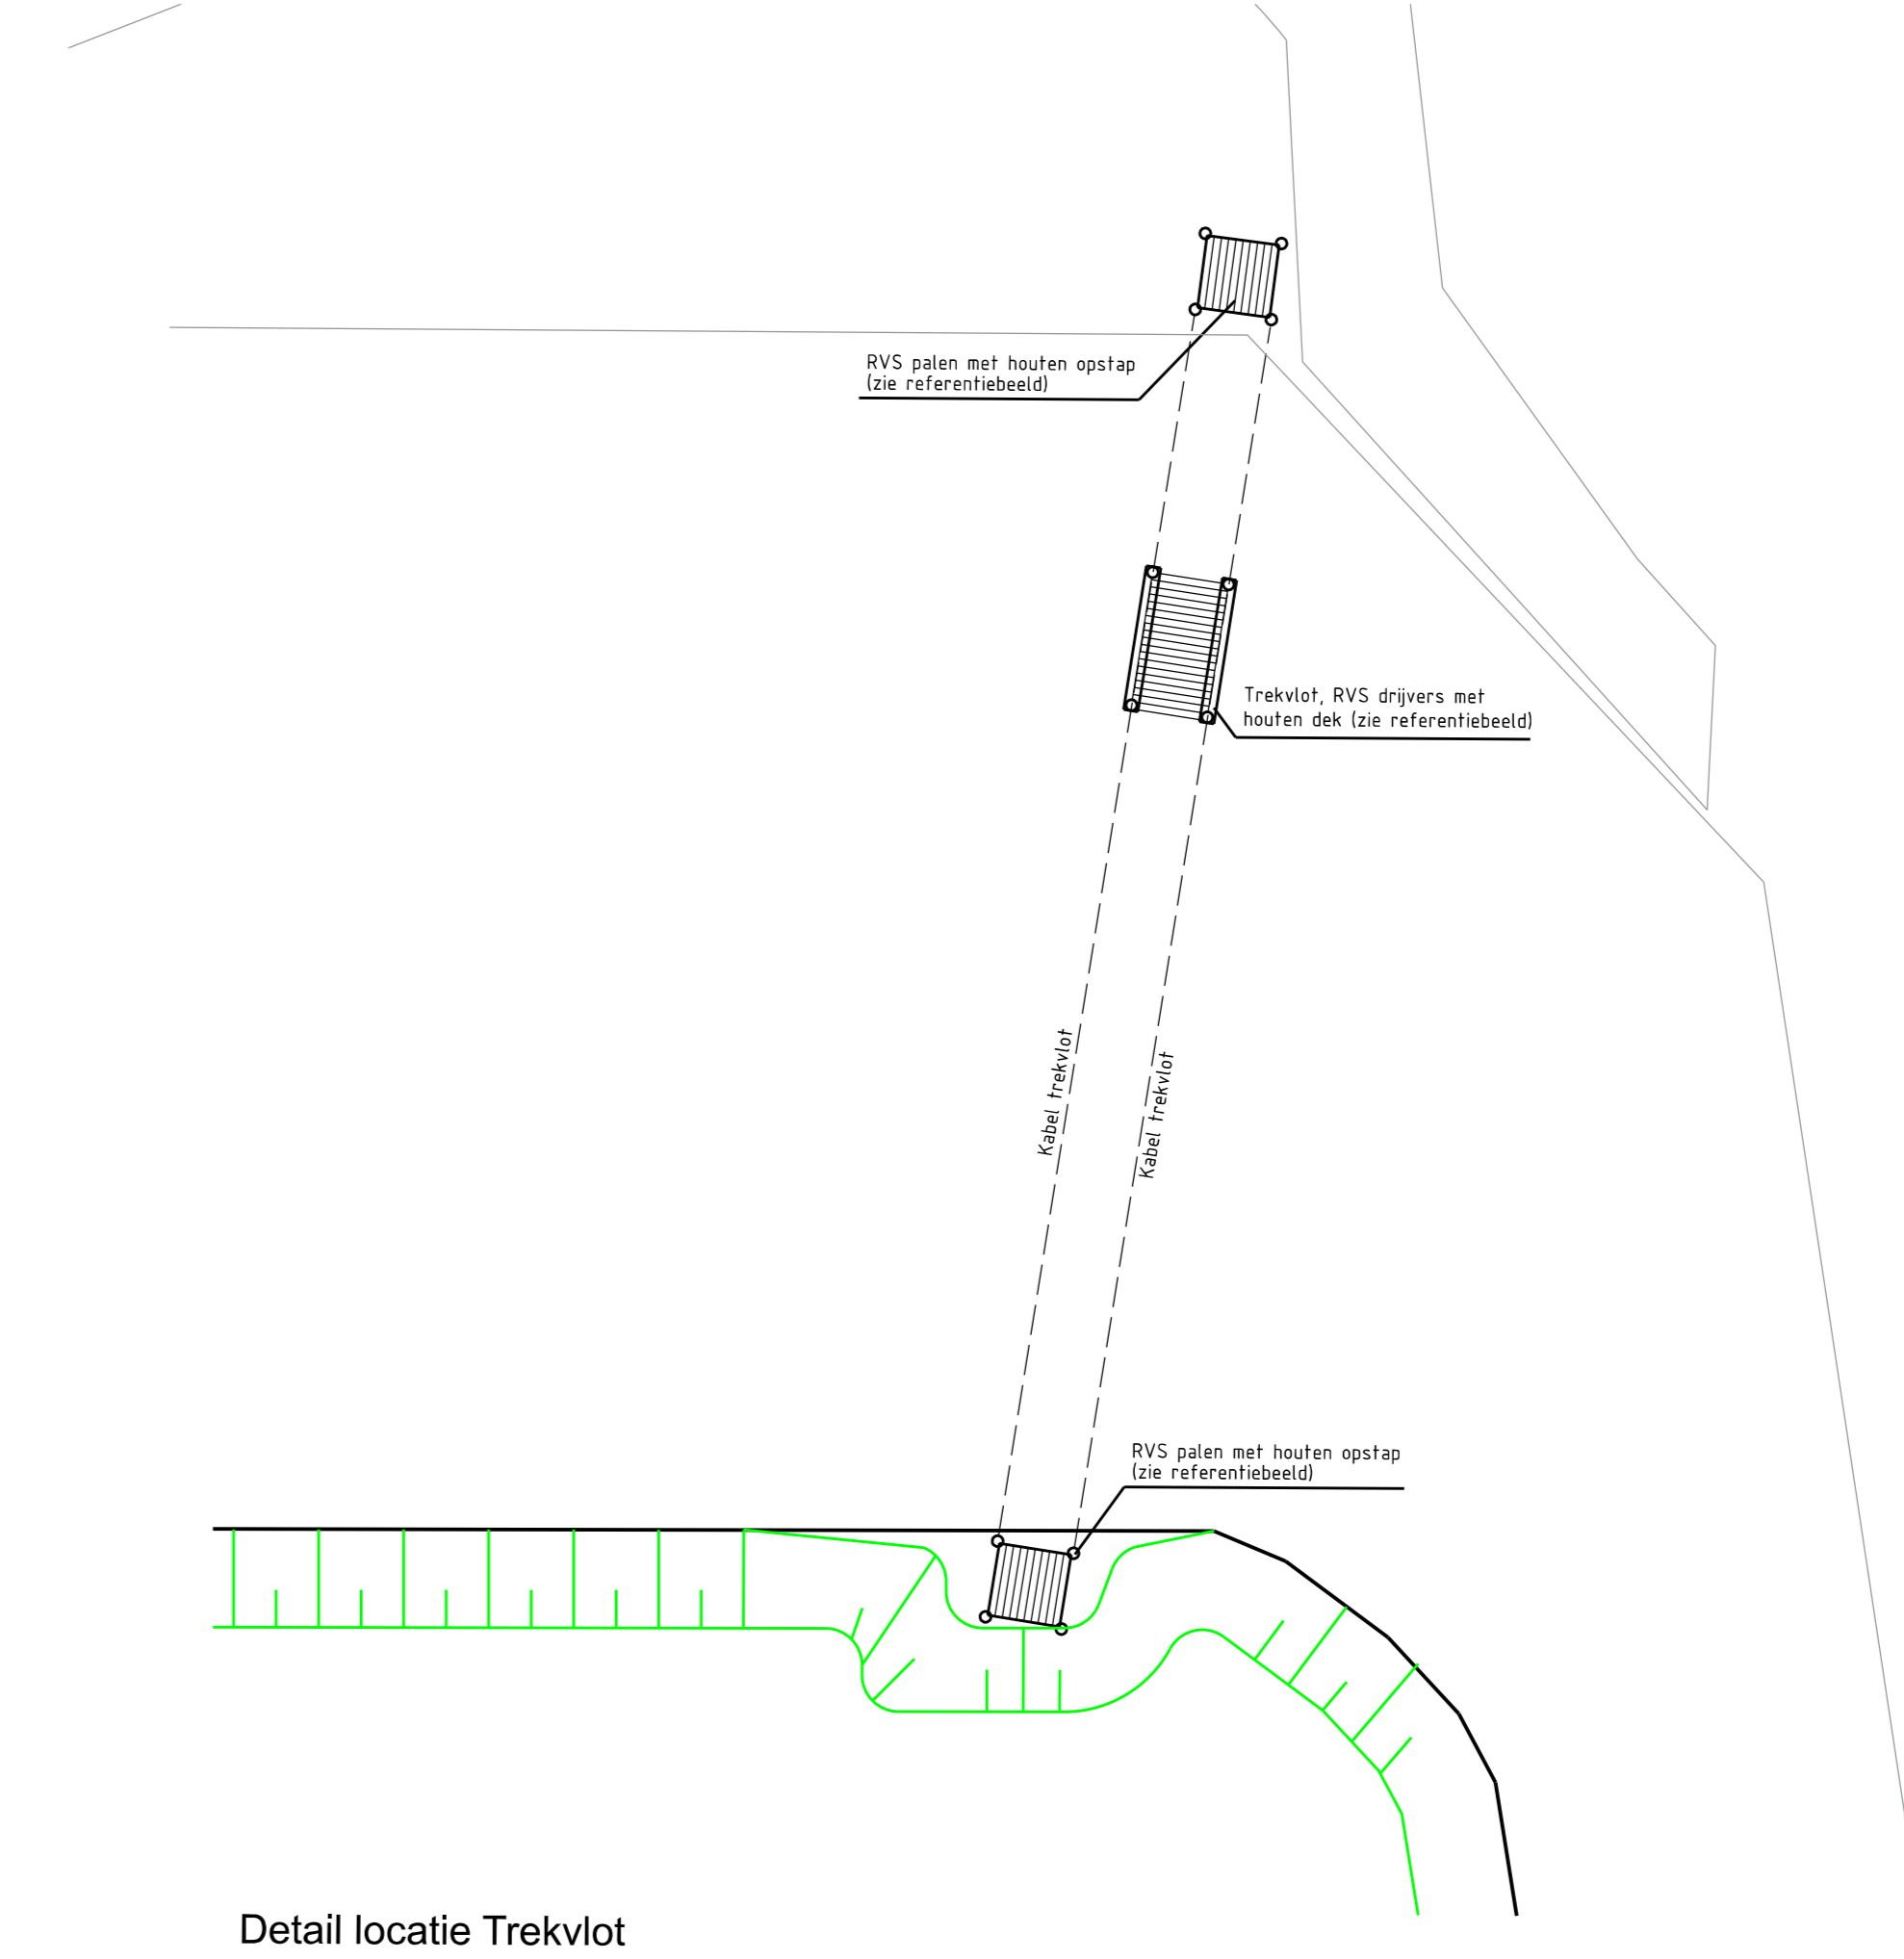 RVS palen met houten opstap
(zie referentiebeeld)
Trekvlot, RVS drijvers met
houten dek (zie referentiebeeld)
Kabel trekvlot
Kabel trekvlot
RVS palen met houten opstap
(zie referentiebeeld)
Detail locatie Trekvlot